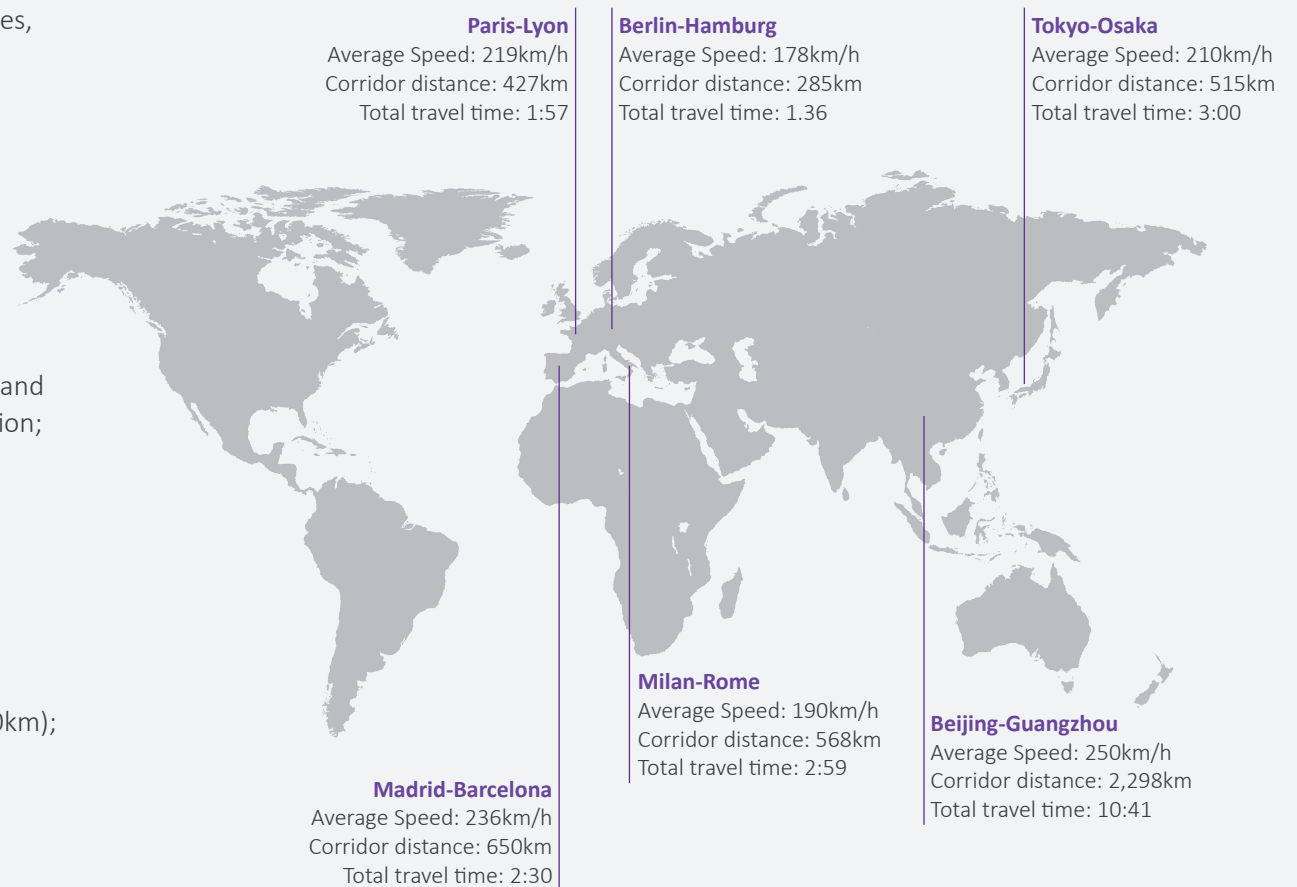 es,
and
ion;
0km);
Paris-Lyon
Average Speed: 219km/h
Corridor distance: 427km
Total travel time: 1:57
Berlin-Hamburg
Average Speed: 178km/h
Corridor distance: 285km
Total travel time: 1.36
Tokyo-Osaka
Average Speed: 210km/h
Corridor distance: 515km
Total travel time: 3:00
Milan-Rome
Average Speed: 190km/h
Corridor distance: 568km
Total travel time: 2:59
Beijing-Guangzhou
Average Speed: 250km/h
Corridor distance: 2,298km
Total travel time: 10:41
Madrid-Barcelona
Average Speed: 236km/h
Corridor distance: 650km
Total travel time: 2:30